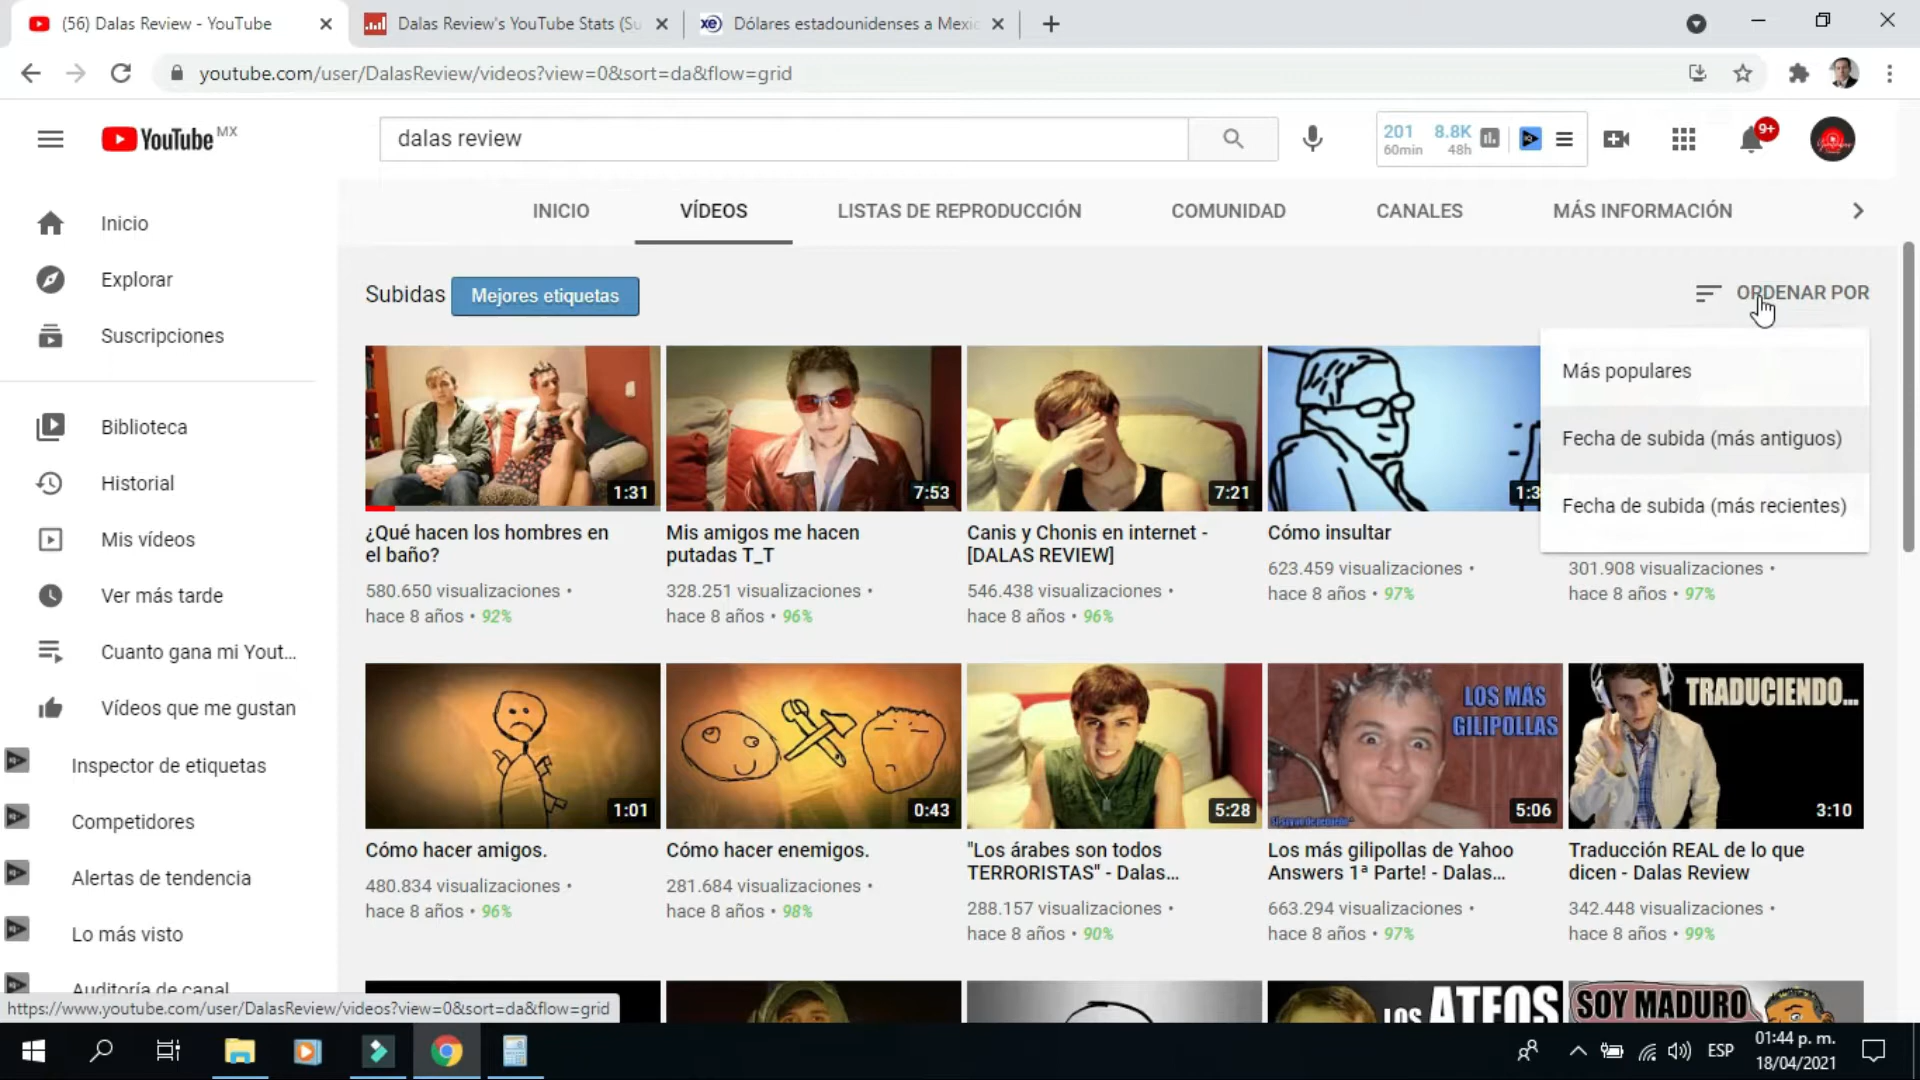 (56) Dalas Review - YouTube
Dalas Review's YouTube Stats (Su
xe Dólares estadounidenses a Mexic
youtube.com/user/DalasReview/videos?view=0&sort=da&flow=grid
YouTube MX
dalas review
201 8.8K
60min 48h
9+
INICIO VÍDEOS LISTAS DE REPRODUCCIÓN COMUNIDAD CANALES MÁS INFORMACIÓN
Inicio
Explorar
Suscripciones
Biblioteca
Historial
Mis vídeos
Ver más tarde
Cuanto gana mi Yout...
Vídeos que me gustan
Inspector de etiquetas
Competidores
Alertas de tendencia
Lo más visto
Auditoría de canal
Subidas Mejores etiquetas
ORDENAR POR
Más populares
Fecha de subida (más antiguos)
Fecha de subida (más recientes)
1:31
7:53
7:21
1:3
¿Qué hacen los hombres en
el baño?
580.650 visualizaciones •
hace 8 años • 92%
Mis amigos me hacen
putadas T_T
328.251 visualizaciones •
hace 8 años • 96%
Canis y Chonis en internet -
[DALAS REVIEW]
546.438 visualizaciones •
hace 8 años • 96%
Cómo insultar
623.459 visualizaciones •
hace 8 años • 97%
301.908 visualizaciones •
hace 8 años • 97%
1:01
0:43
5:28
LOS MÁS
GILIPOLLAS
5:06
TRADUCIENDO...
3:10
Cómo hacer amigos.
480.834 visualizaciones •
hace 8 años • 96%
Cómo hacer enemigos.
281.684 visualizaciones •
hace 8 años • 98%
"Los árabes son todos
TERRORISTAS" - Dalas...
288.157 visualizaciones •
hace 8 años • 90%
Los más gilipollas de Yahoo
Answers 1ª Parte! - Dalas...
663.294 visualizaciones •
hace 8 años • 97%
Traducción REAL de lo que
dicen - Dalas Review
342.448 visualizaciones •
hace 8 años • 99%
LOS ATEOS
SOY MADURO
https://www.youtube.com/user/DalasReview/videos?view=0&sort=da&flow=grid
ESP
01:44 p. m.
18/04/2021